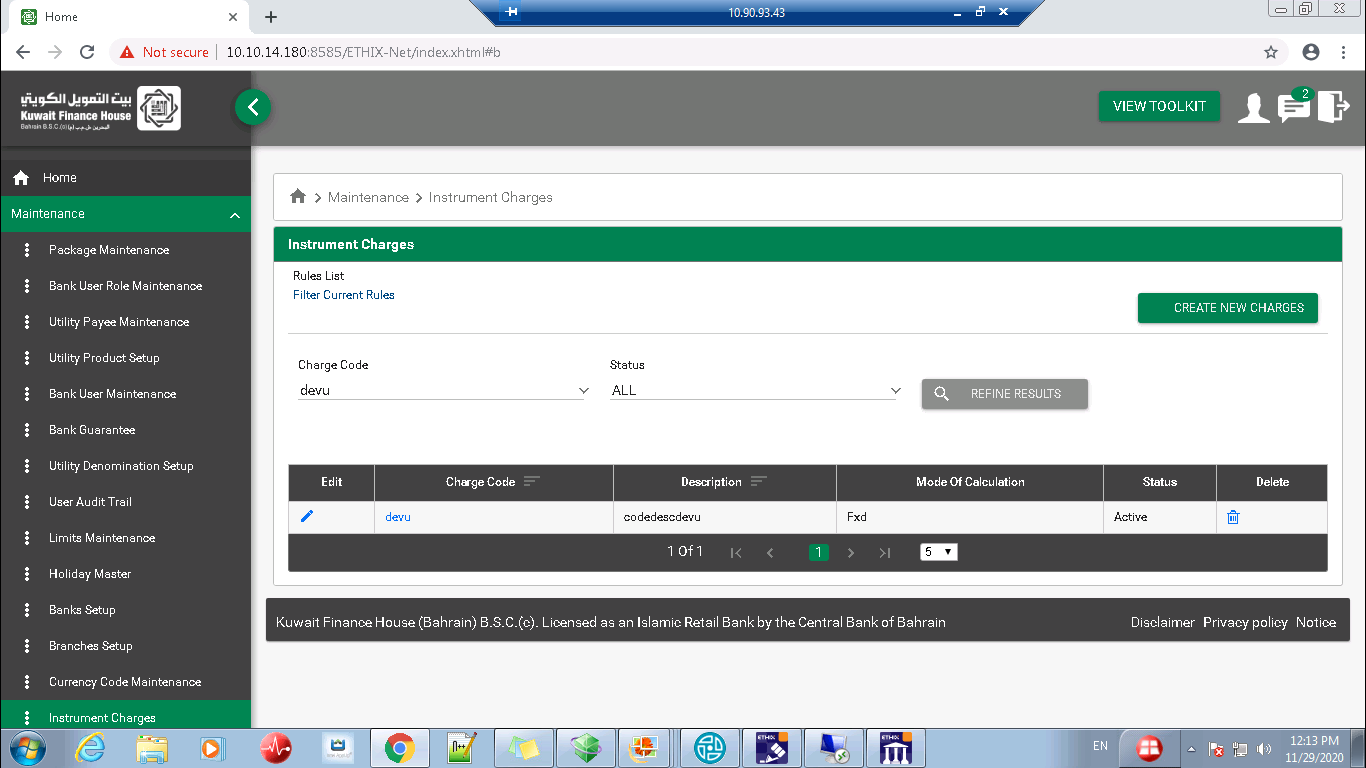 Home
10.90.93.43
Not secure
10.10.14.180:8585/ETHIX-Net/index.xhtml#b
بيت التمويل الكويتي
Kuwait Finance House
Bahrain B.S.C.(c)
VIEW TOOLKIT
2
Home
Maintenance
Package Maintenance
Bank User Role Maintenance
Utility Payee Maintenance
Utility Product Setup
Bank User Maintenance
Bank Guarantee
Utility Denomination Setup
User Audit Trail
Limits Maintenance
Holiday Master
Banks Setup
Branches Setup
Currency Code Maintenance
Instrument Charges
Maintenance
Instrument Charges
Instrument Charges
Rules List
Filter Current Rules
CREATE NEW CHARGES
Charge Code
Status
devu
ALL
REFINE RESULTS
Edit Charge Code Description Mode Of Calculation Status Delete
devu codedescdevu Fxd Active
1 Of 1 1 5
Kuwait Finance House (Bahrain) B.S.C.(c). Licensed as an Islamic Retail Bank by the Central Bank of Bahrain
Disclaimer Privacy policy Notice
ETHIX
ETHIX
EN
12:13 PM
11/29/2020